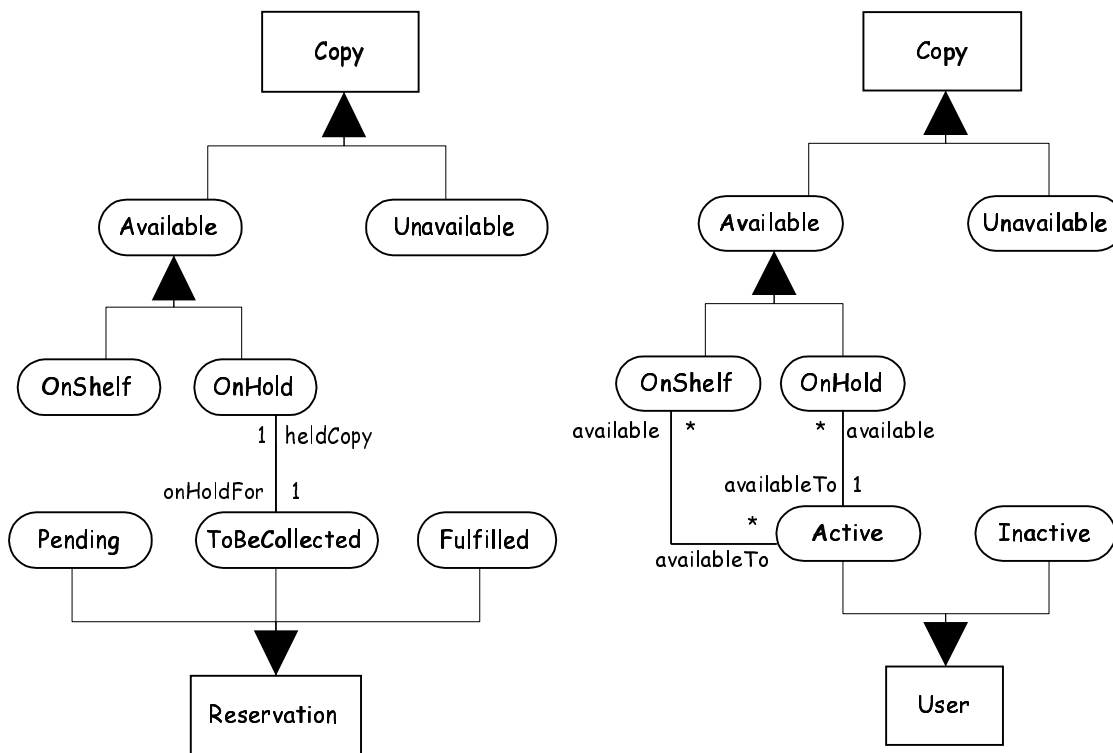 Copy
Available
Unavailable
OnShelf
OnHold
1 heldCopy
onHoldFor 1
Pending
ToBeCollected
Fulfilled
Reservation
Copy
Available
Unavailable
OnShelf
OnHold
available *
* available
availableTo 1
*
availableTo
Active
Inactive
User